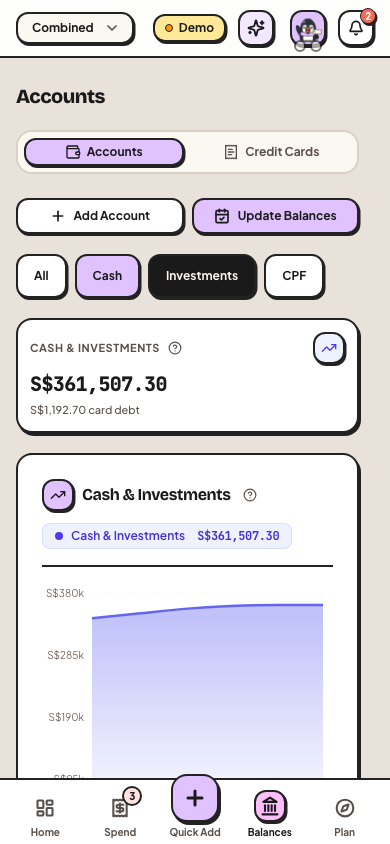 Combined
Demo
2
Accounts
Accounts
Credit Cards
Add Account
Update Balances
All
Cash
Investments
CPF
CASH & INVESTMENTS
S$361,507.30
S$1,192.70 card debt
Cash & Investments
Cash & Investments S$361,507.30
S$380k
S$285k
S$190k
S$95k
3
Home
Spend
Quick Add
Balances
Plan